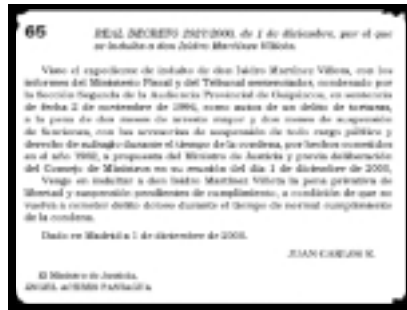 65 REAL DECRETO 1927/2000, de 1 de diciembre, por el que
se indulta a don Isidro Martínez Villota.
Visto el expediente de indulto de don Isidro Martínez Villota, con los
informes del Ministerio Fiscal y del Tribunal sentenciador, condenado por
la Sección Segunda de la Audiencia Provincial de Guipúzcoa, en sentencia
de fecha 2 de noviembre de 1994, como autor de un delito de torturas,
a la pena de dos meses de arresto mayor y dos meses de suspensión
de funciones, con las accesorias de suspensión de todo cargo público y
derecho de sufragio durante el tiempo de la condena, por hechos cometidos
en el año 1982, a propuesta del Ministro de Justicia y previa deliberación
del Consejo de Ministros en su reunión del día 1 de diciembre de 2000,
Vengo en indultar a don Isidro Martínez Villota la pena privativa de
libertad y suspensión pendientes de cumplimiento, a condición de que no
vuelva a cometer delito doloso durante el tiempo de normal cumplimiento
de la condena.
Dado en Madrid a 1 de diciembre de 2000.
JUAN CARLOS R.
El Ministro de Justicia,
ÁNGEL ACEBES PANIAGUA